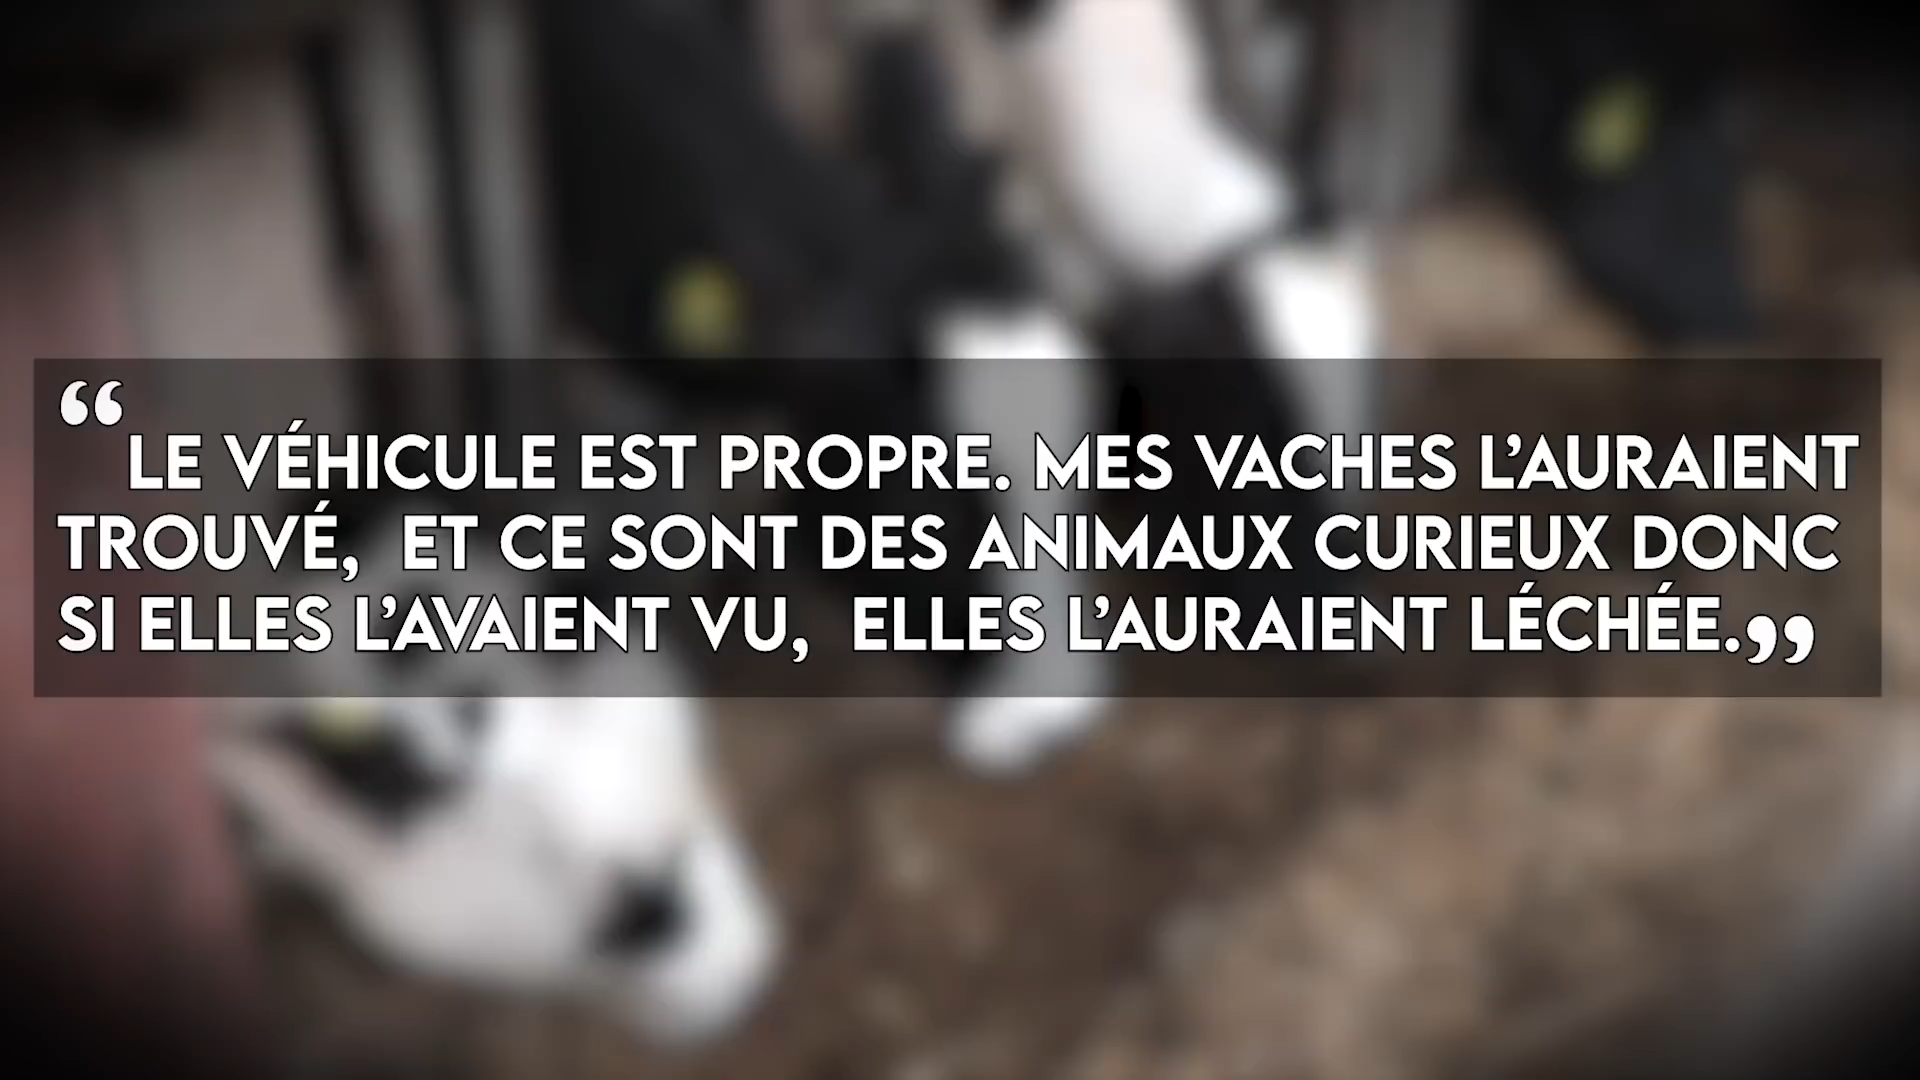 “LE VÉHICULE EST PROPRE. MES VACHES L’AURAIENT
TROUVÉ, ET CE SONT DES ANIMAUX CURIEUX DONC
SI ELLES L’AVAIENT VU, ELLES L’AURAIENT LÉCHÉE.”